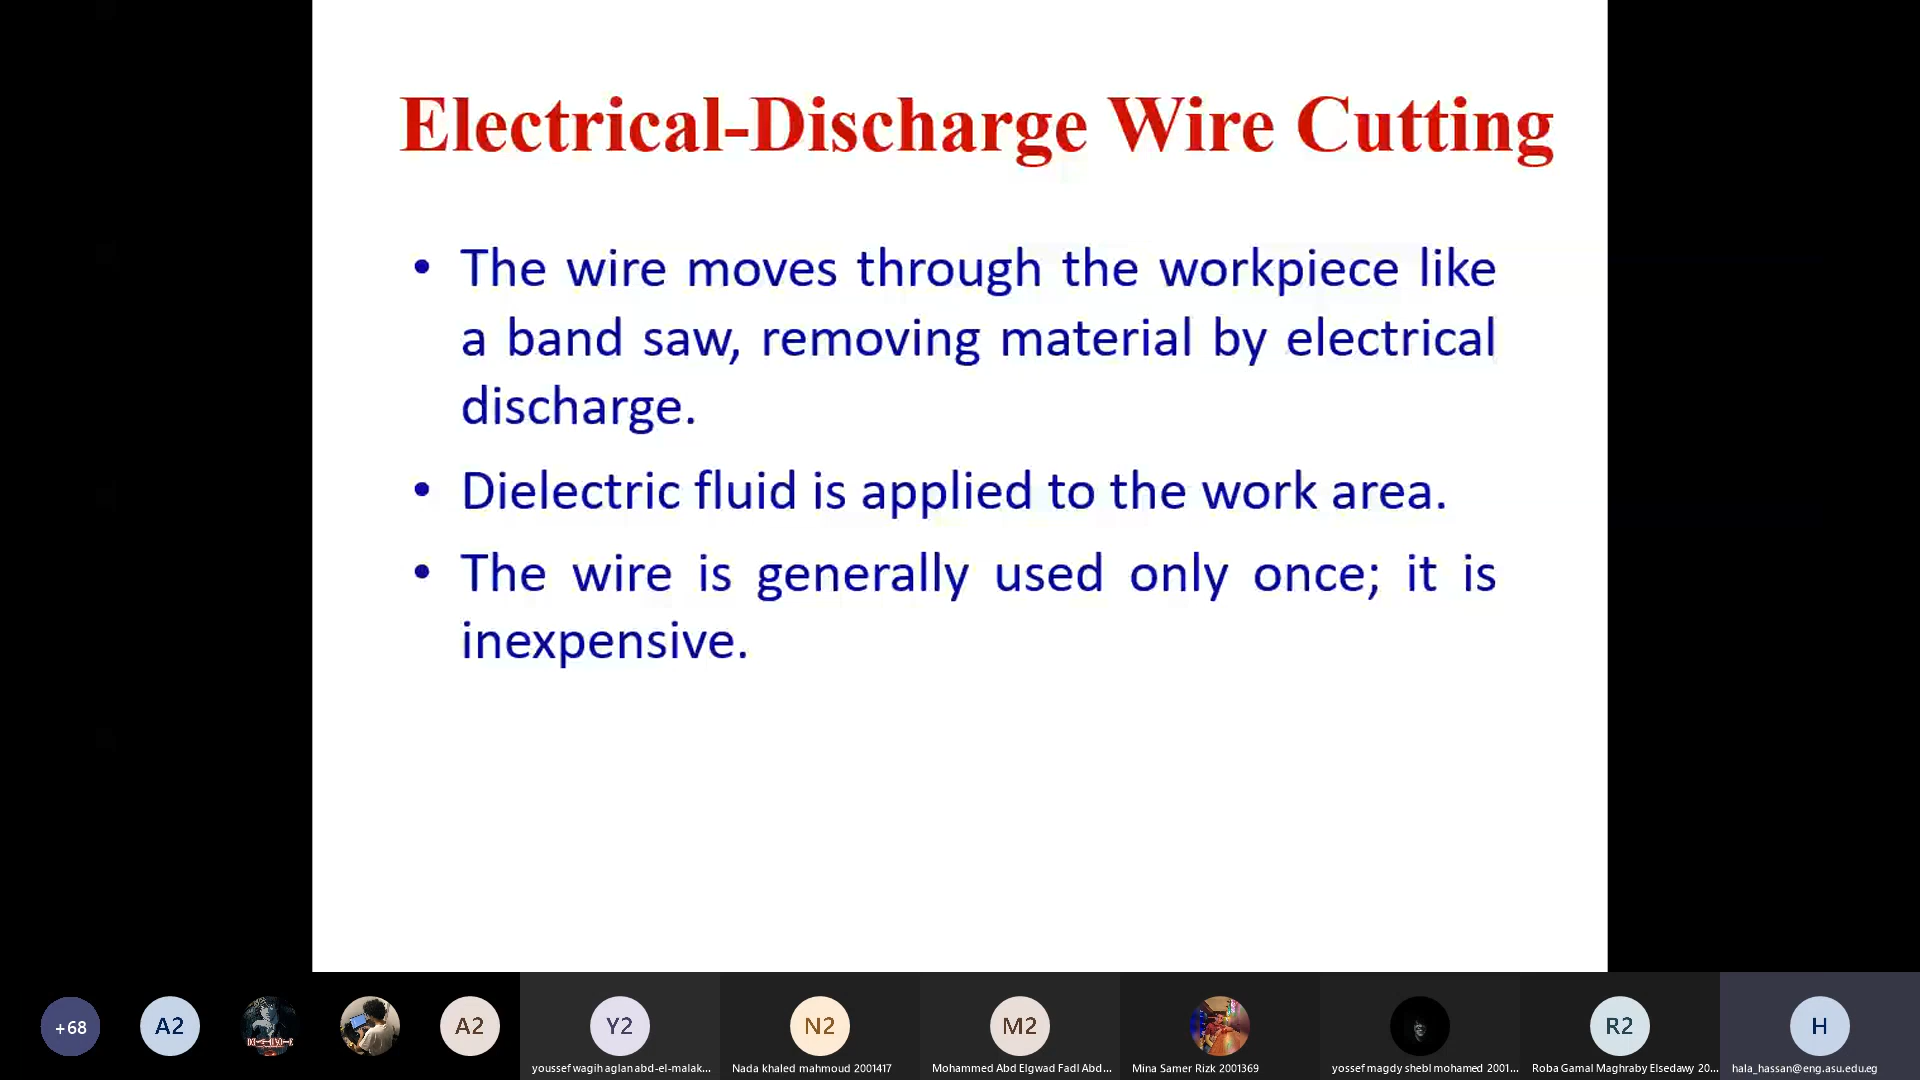 Electrical-Discharge Wire Cutting
• The wire moves through the workpiece like
a band saw, removing material by electrical
discharge.
• Dielectric fluid is applied to the work area.
• The wire is generally used only once; it is
inexpensive.
+68
A2
A2
Y2
N2
M2
R2
H
youssef wagih aglan abd-el-malak...
Nada khaled mahmoud 2001417
Mohammed Abd Elgwad Fadl Abd...
Mina Samer Rizk 2001369
yossef magdy shebl mohamed 2001...
Roba Gamal Maghraby Elsedawy 20...
hala_hassan@eng.asu.edu.eg